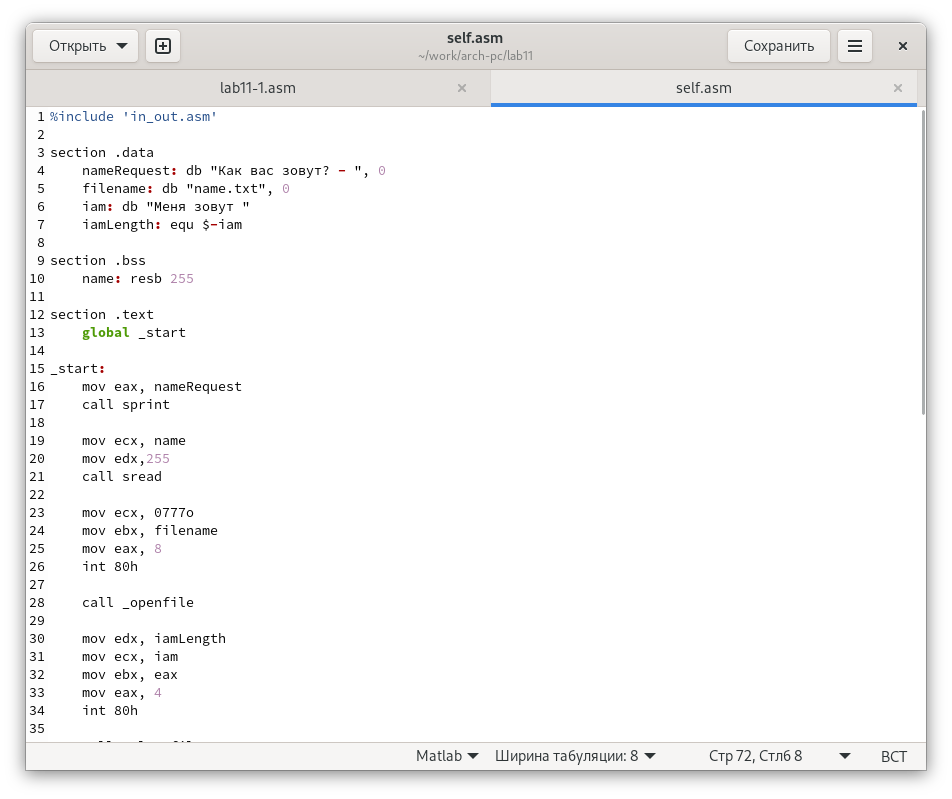 Открыть
self.asm
~/work/arch-pc/lab11
Сохранить
lab11-1.asm
self.asm
1 %include 'in_out.asm'
2
3 section .data
4     nameRequest: db "Как вас зовут? - ", 0
5     filename: db "name.txt", 0
6     iam: db "Меня зовут "
7     iamLength: equ $-iam
8
9 section .bss
10     name: resb 255
11
12 section .text
13     global _start
14
15 _start:
16     mov eax, nameRequest
17     call sprint
18
19     mov ecx, name
20     mov edx,255
21     call sread
22
23     mov ecx, 0777o
24     mov ebx, filename
25     mov eax, 8
26     int 80h
27
28     call _openfile
29
30     mov edx, iamLength
31     mov ecx, iam
32     mov ebx, eax
33     mov eax, 4
34     int 80h
35
Matlab Ширина табуляции: 8 Стр 72, Стлб 8 ВСТ